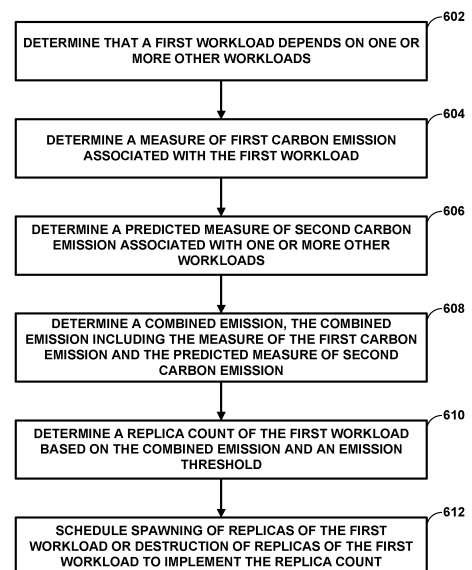 602
DETERMINE THAT A FIRST WORKLOAD DEPENDS ON ONE OR
MORE OTHER WORKLOADS
604
DETERMINE A MEASURE OF FIRST CARBON EMISSION
ASSOCIATED WITH THE FIRST WORKLOAD
606
DETERMINE A PREDICTED MEASURE OF SECOND CARBON
EMISSION ASSOCIATED WITH ONE OR MORE OTHER
WORKLOADS
608
DETERMINE A COMBINED EMISSION, THE COMBINED
EMISSION INCLUDING THE MEASURE OF THE FIRST CARBON
EMISSION AND THE PREDICTED MEASURE OF SECOND
CARBON EMISSION
610
DETERMINE A REPLICA COUNT OF THE FIRST WORKLOAD
BASED ON THE COMBINED EMISSION AND AN EMISSION
THRESHOLD
612
SCHEDULE SPAWNING OF REPLICAS OF THE FIRST
WORKLOAD OR DESTRUCTION OF REPLICAS OF THE FIRST
WORKLOAD TO IMPLEMENT THE REPLICA COUNT